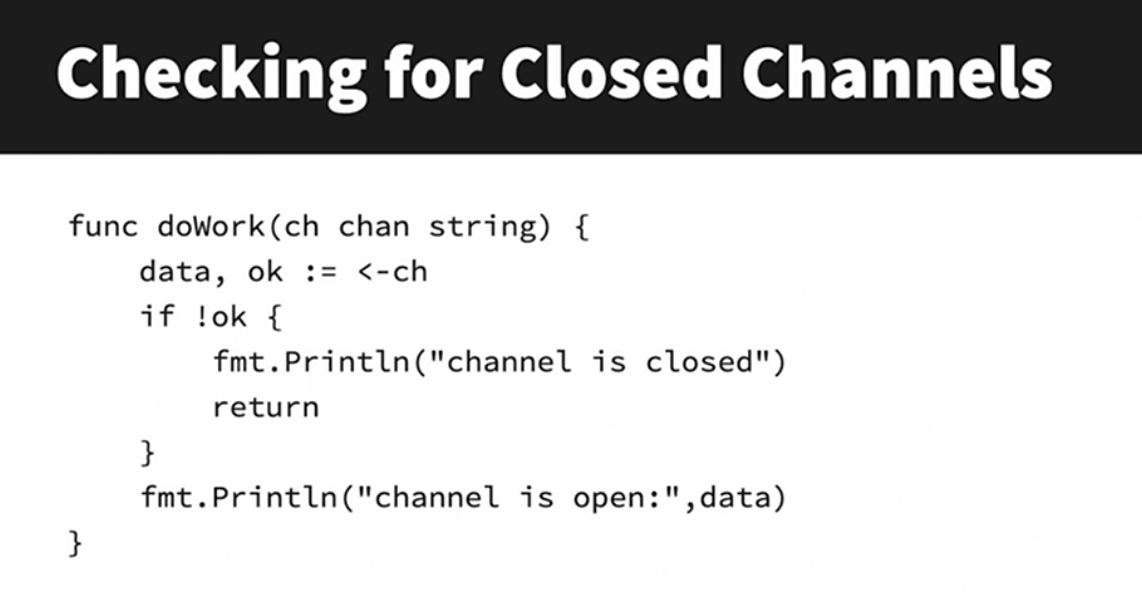 Checking for Closed Channels
func doWork(ch chan string) {
    data, ok := <-ch
    if !ok {
        fmt.Println("channel is closed")
        return
    }
    fmt.Println("channel is open:",data)
}